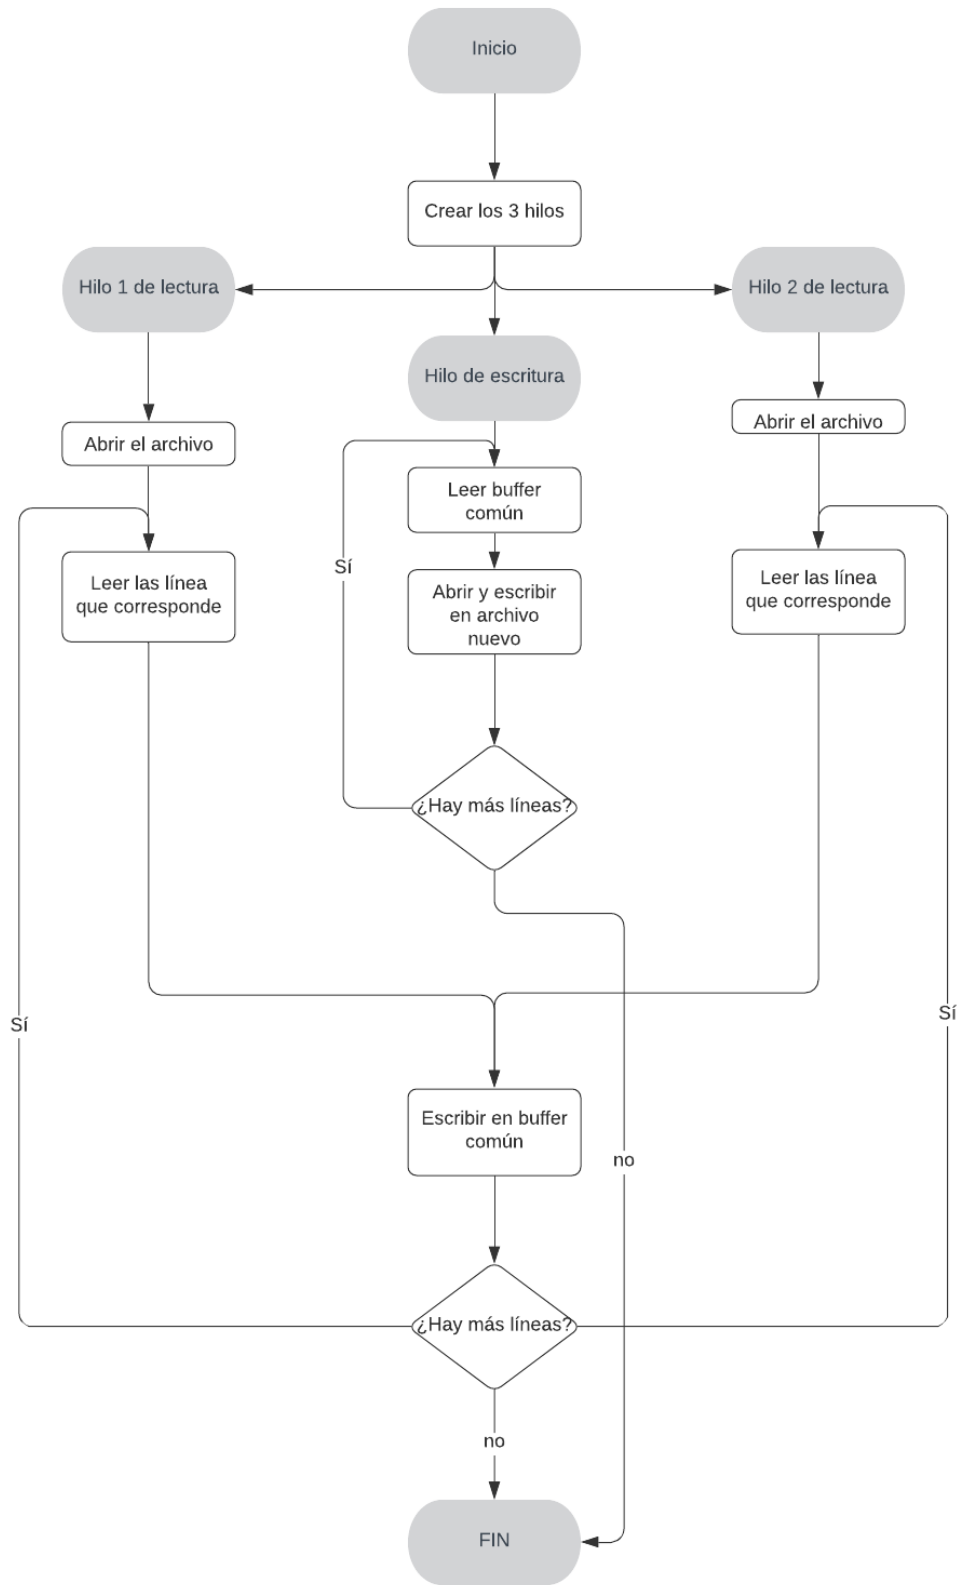 Inicio
Crear los 3 hilos
Hilo 1 de lectura
Hilo 2 de lectura
Hilo de escritura
Abrir el archivo
Abrir el archivo
Leer buffer
común
Sí
Abrir y escribir
en archivo
nuevo
Leer las línea
que corresponde
Leer las línea
que corresponde
¿Hay más líneas?
Sí
Sí
Escribir en buffer
común
no
¿Hay más líneas?
no
FIN